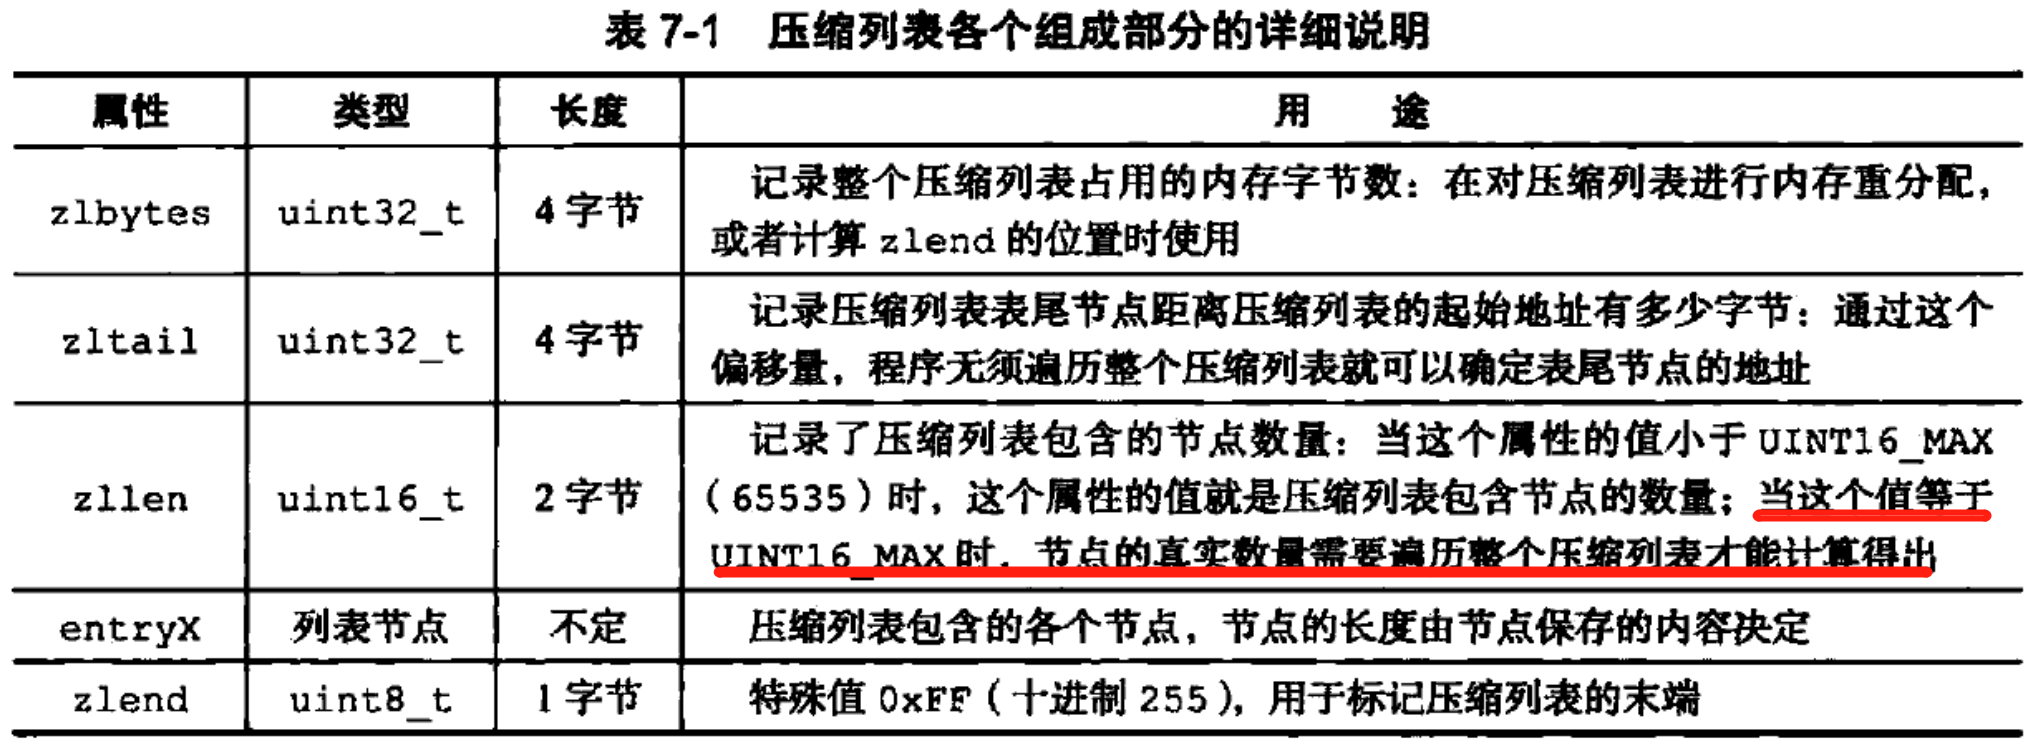 表 7-1 压缩列表各个组成部分的详细说明
属性 类型 长度 用 途
zlbytes uint32_t 4 字节 记录整个压缩列表占用的内存字节数：在对压缩列表进行内存重分配，
或者计算 zlend 的位置时使用
zltail uint32_t 4 字节 记录压缩列表表尾节点距离压缩列表的起始地址有多少字节：通过这个
偏移量，程序无须遍历整个压缩列表就可以确定表尾节点的地址
zllen uint16_t 2 字节 记录了压缩列表包含的节点数量：当这个属性的值小于 UINT16_MAX
（65535）时，这个属性的值就是压缩列表包含节点的数量；当这个值等于
UINT16_MAX 时，节点的真实数量需要遍历整个压缩列表才能计算得出
entryX 列表节点 不定 压缩列表包含的各个节点，节点的长度由节点保存的内容决定
zlend uint8_t 1 字节 特殊值 0xFF（十进制 255），用于标记压缩列表的末端